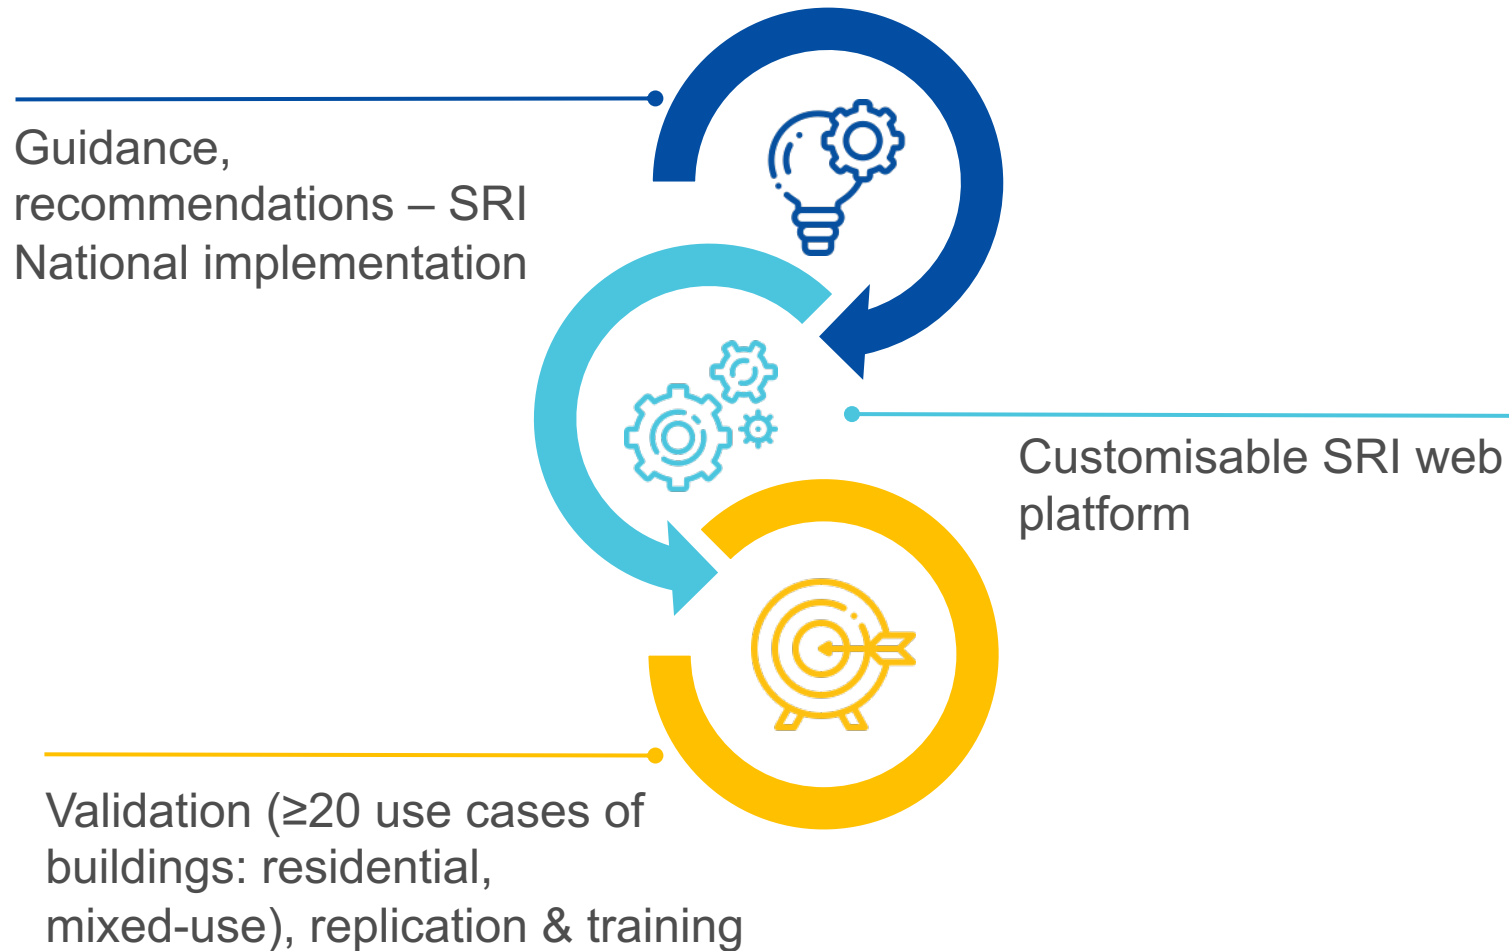 Guidance,
recommendations – SRI
National implementation
Customisable SRI web
platform
Validation (≥20 use cases of
buildings: residential,
mixed-use), replication & training